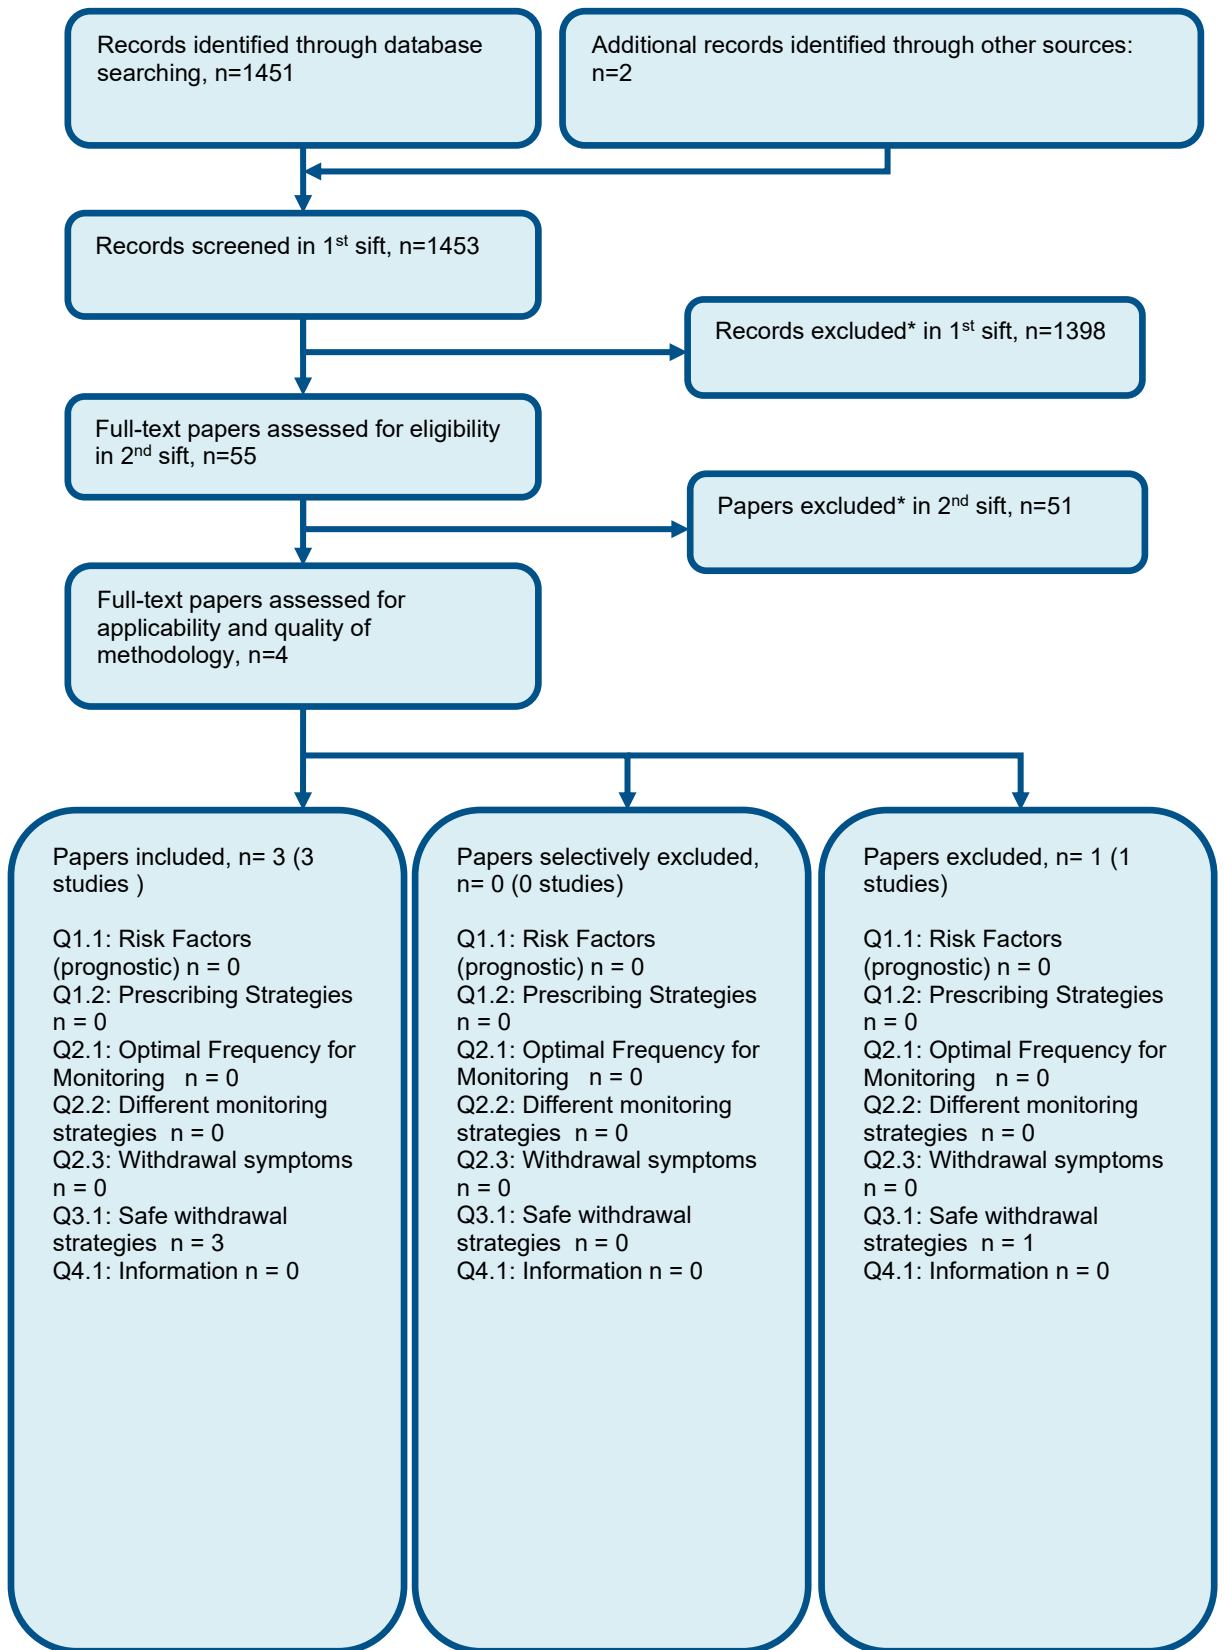 Records identified through database
searching, n=1451
Additional records identified through other sources:
n=2
Records screened in 1st sift, n=1453
Records excluded* in 1st sift, n=1398
Full-text papers assessed for eligibility
in 2nd sift, n=55
Papers excluded* in 2nd sift, n=51
Full-text papers assessed for
applicability and quality of
methodology, n=4
Papers included, n= 3 (3
studies )
Q1.1: Risk Factors
(prognostic) n = 0
Q1.2: Prescribing Strategies
n = 0
Q2.1: Optimal Frequency for
Monitoring n = 0
Q2.2: Different monitoring
strategies n = 0
Q2.3: Withdrawal symptoms
n = 0
Q3.1: Safe withdrawal
strategies n = 3
Q4.1: Information n = 0
Papers selectively excluded,
n= 0 (0 studies)
Q1.1: Risk Factors
(prognostic) n = 0
Q1.2: Prescribing Strategies
n = 0
Q2.1: Optimal Frequency for
Monitoring n = 0
Q2.2: Different monitoring
strategies n = 0
Q2.3: Withdrawal symptoms
n = 0
Q3.1: Safe withdrawal
strategies n = 0
Q4.1: Information n = 0
Papers excluded, n= 1 (1
studies)
Q1.1: Risk Factors
(prognostic) n = 0
Q1.2: Prescribing Strategies
n = 0
Q2.1: Optimal Frequency for
Monitoring n = 0
Q2.2: Different monitoring
strategies n = 0
Q2.3: Withdrawal symptoms
n = 0
Q3.1: Safe withdrawal
strategies n = 1
Q4.1: Information n = 0